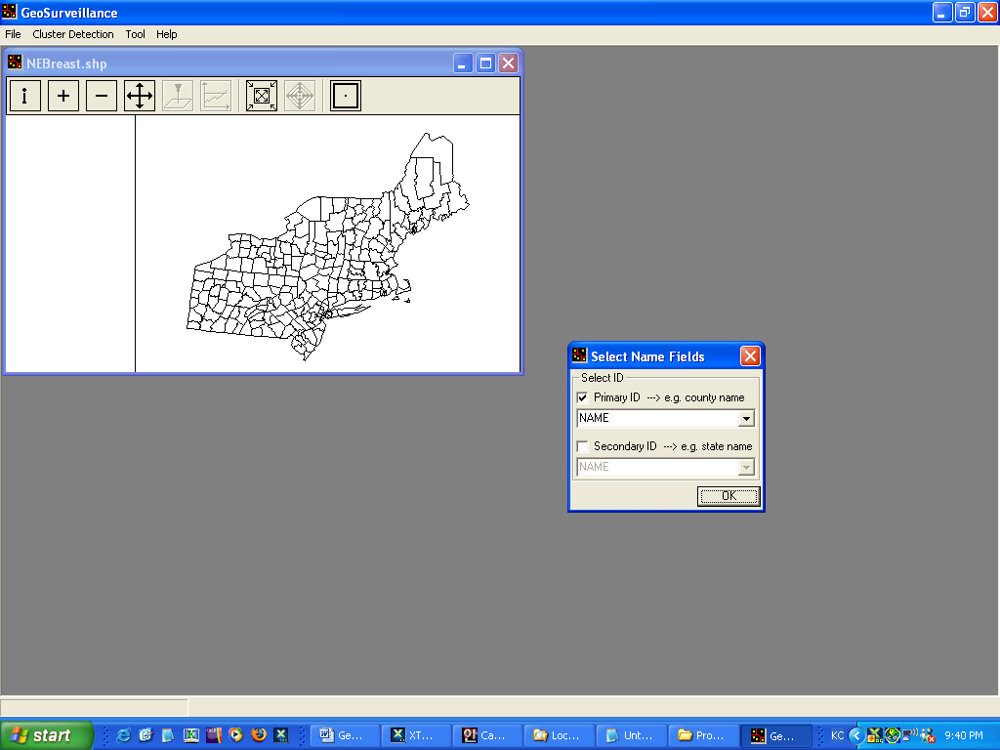 GeoSurveillance
File Cluster Detection Tool Help
NEBreast.shp
i + −
Select Name Fields
Select ID
Primary ID ---> e.g. county name
NAME
Secondary ID ---> e.g. state name
NAME
OK
start Ge... XT... Ca... Loc... Unt... Pro... Ge... KC 9:40 PM